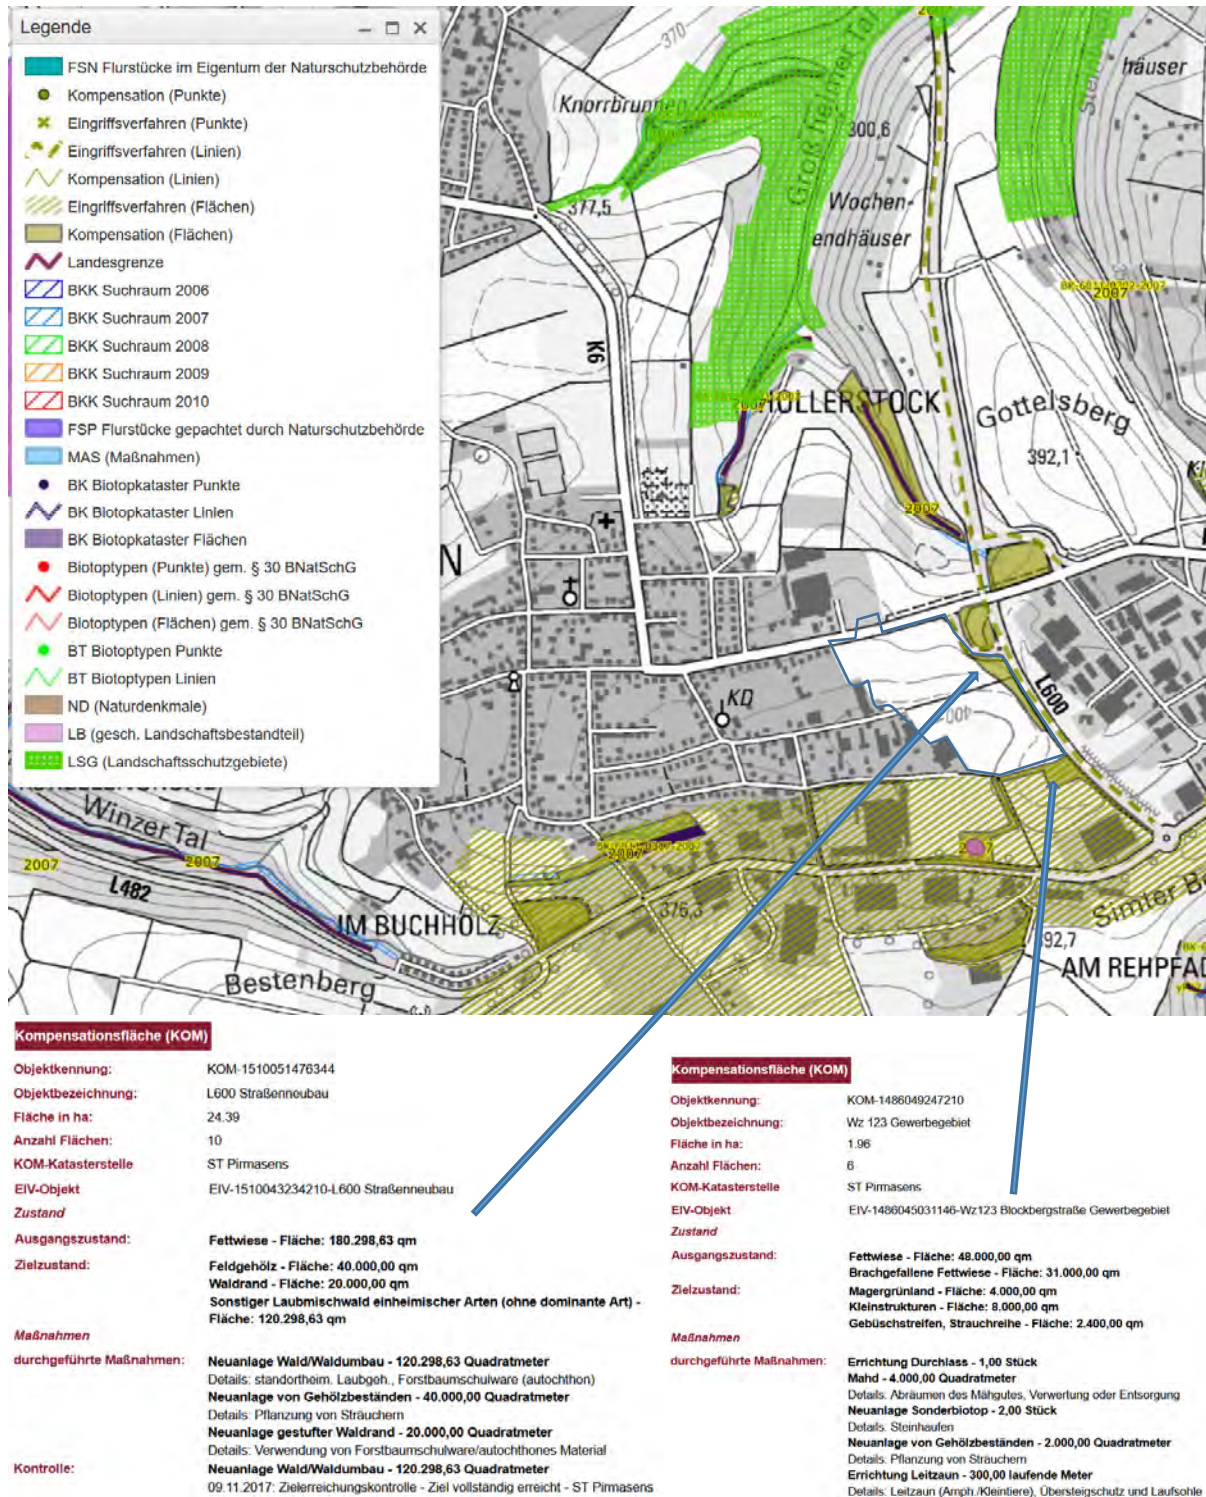 Legende
FSN Flurstücke im Eigentum der Naturschutzbehörde
Kompensation (Punkte)
Eingriffsverfahren (Punkte)
Eingriffsverfahren (Linien)
Kompensation (Linien)
Eingriffsverfahren (Flächen)
Kompensation (Flächen)
Landesgrenze
BKK Suchraum 2006
BKK Suchraum 2007
BKK Suchraum 2008
BKK Suchraum 2009
BKK Suchraum 2010
FSP Flurstücke gepachtet durch Naturschutzbehörde
MAS (Maßnahmen)
BK Biotopkataster Punkte
BK Biotopkataster Linien
BK Biotopkataster Flächen
Biotoptypen (Punkte) gem. § 30 BNatSchG
Biotoptypen (Linien) gem. § 30 BNatSchG
Biotoptypen (Flächen) gem. § 30 BNatSchG
BT Biotoptypen Punkte
BT Biotoptypen Linien
ND (Naturdenkmale)
LB (gesch. Landschaftsbestandteil)
LSG (Landschaftsschutzgebiete)
370
häuser
Knorrbrunnen
300,6
Großheimer Tal
377,5
Wochen-
endhäuser
2007
K6
2007
Gottelsberg
392,1
2007
N
KD
L600
400
Winzer Tal
2007
2007
L482
2007
376,3
IM BUCHHOLZ
Bestenberg
Simter
92,7
AM REHPFAD
Kompensationsfläche (KOM)
Objektkennung: KOM-1510051476344
Objektbezeichnung: L600 Straßenneubau
Fläche in ha: 24.39
Anzahl Flächen: 10
KOM-Katasterstelle ST Pirmasens
EIV-Objekt EIV-1510043234210-L600 Straßenneubau
Zustand
Ausgangszustand: Fettwiese - Fläche: 180.298,63 qm
Zielzustand: Feldgehölz - Fläche: 40.000,00 qm
Waldrand - Fläche: 20.000,00 qm
Sonstiger Laubmischwald einheimischer Arten (ohne dominante Art) -
Fläche: 120.298,63 qm
Maßnahmen
durchgeführte Maßnahmen: Neuanlage Wald/Waldumbau - 120.298,63 Quadratmeter
Details: standortheim. Laubgeh., Forstbaumschulware (autochthon)
Neuanlage von Gehölzbeständen - 40.000,00 Quadratmeter
Details: Pflanzung von Sträuchern
Neuanlage gestufter Waldrand - 20.000,00 Quadratmeter
Details: Verwendung von Forstbaumschulware/autochthones Material
Kontrolle: Neuanlage Wald/Waldumbau - 120.298,63 Quadratmeter
09.11.2017: Zielerreichungskontrolle - Ziel vollständig erreicht - ST Pirmasens
Kompensationsfläche (KOM)
Objektkennung: KOM-1486049247210
Objektbezeichnung: Wz 123 Gewerbegebiet
Fläche in ha: 1.96
Anzahl Flächen: 6
KOM-Katasterstelle ST Pirmasens
EIV-Objekt EIV-1486045031146-Wz123 Blockbergstraße Gewerbegebiet
Zustand
Ausgangszustand: Fettwiese - Fläche: 48.000,00 qm
Brachgefallene Fettwiese - Fläche: 31.000,00 qm
Zielzustand: Magergrünland - Fläche: 4.000,00 qm
Kleinstrukturen - Fläche: 8.000,00 qm
Gebüschstreifen, Strauchreihe - Fläche: 2.400,00 qm
Maßnahmen
durchgeführte Maßnahmen: Errichtung Durchlass - 1,00 Stück
Mahd - 4.000,00 Quadratmeter
Details: Abräumen des Mähgutes, Verwertung oder Entsorgung
Neuanlage Sonderbiotop - 2,00 Stück
Details: Steinhaufen
Neuanlage von Gehölzbeständen - 2.000,00 Quadratmeter
Details: Pflanzung von Sträuchern
Errichtung Leitzaun - 300,00 laufende Meter
Details: Leitzaun (Amph./Kleintiere), Übersteigschutz und Laufsohle